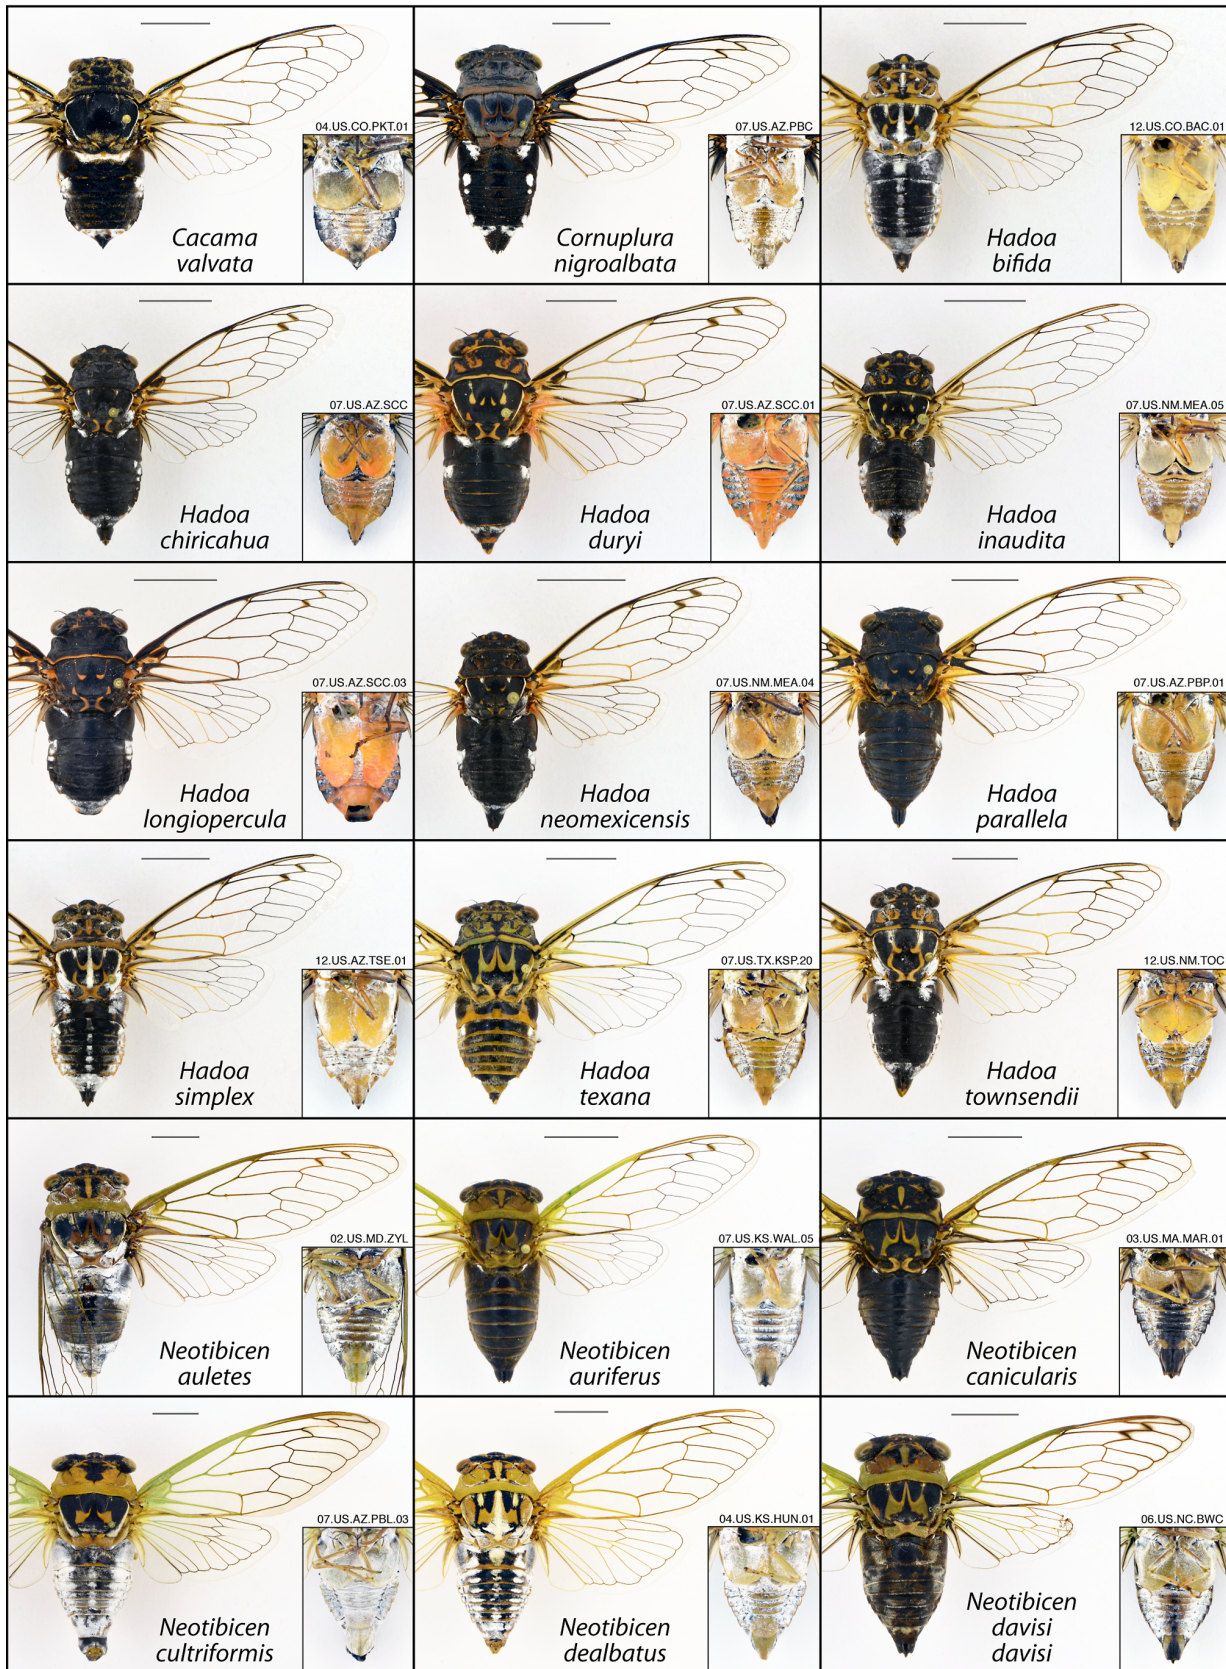 04.US.CO.PKT.01
Cacama
valvata
07.US.AZ.PBC
Cornuplura
nigroalbata
12.US.CO.BAC.01
Hadoa
bifida
07.US.AZ.SCC
Hadoa
chiricahua
07.US.AZ.SCC.01
Hadoa
duryi
07.US.NM.MEA.05
Hadoa
inaudita
07.US.AZ.SCC.03
Hadoa
longiopercula
07.US.NM.MEA.04
Hadoa
neomexicensis
07.US.AZ.PBP.01
Hadoa
parallela
12.US.AZ.TSE.01
Hadoa
simplex
07.US.TX.KSP.20
Hadoa
texana
12.US.NM.TOC
Hadoa
townsendii
02.US.MD.ZYL
Neotibicen
auletes
07.US.KS.WAL.05
Neotibicen
auriferus
03.US.MA.MAR.01
Neotibicen
canicularis
07.US.AZ.PBL.03
Neotibicen
cultriformis
04.US.KS.HUN.01
Neotibicen
dealbatus
06.US.NC.BWC
Neotibicen
davisi
davisi